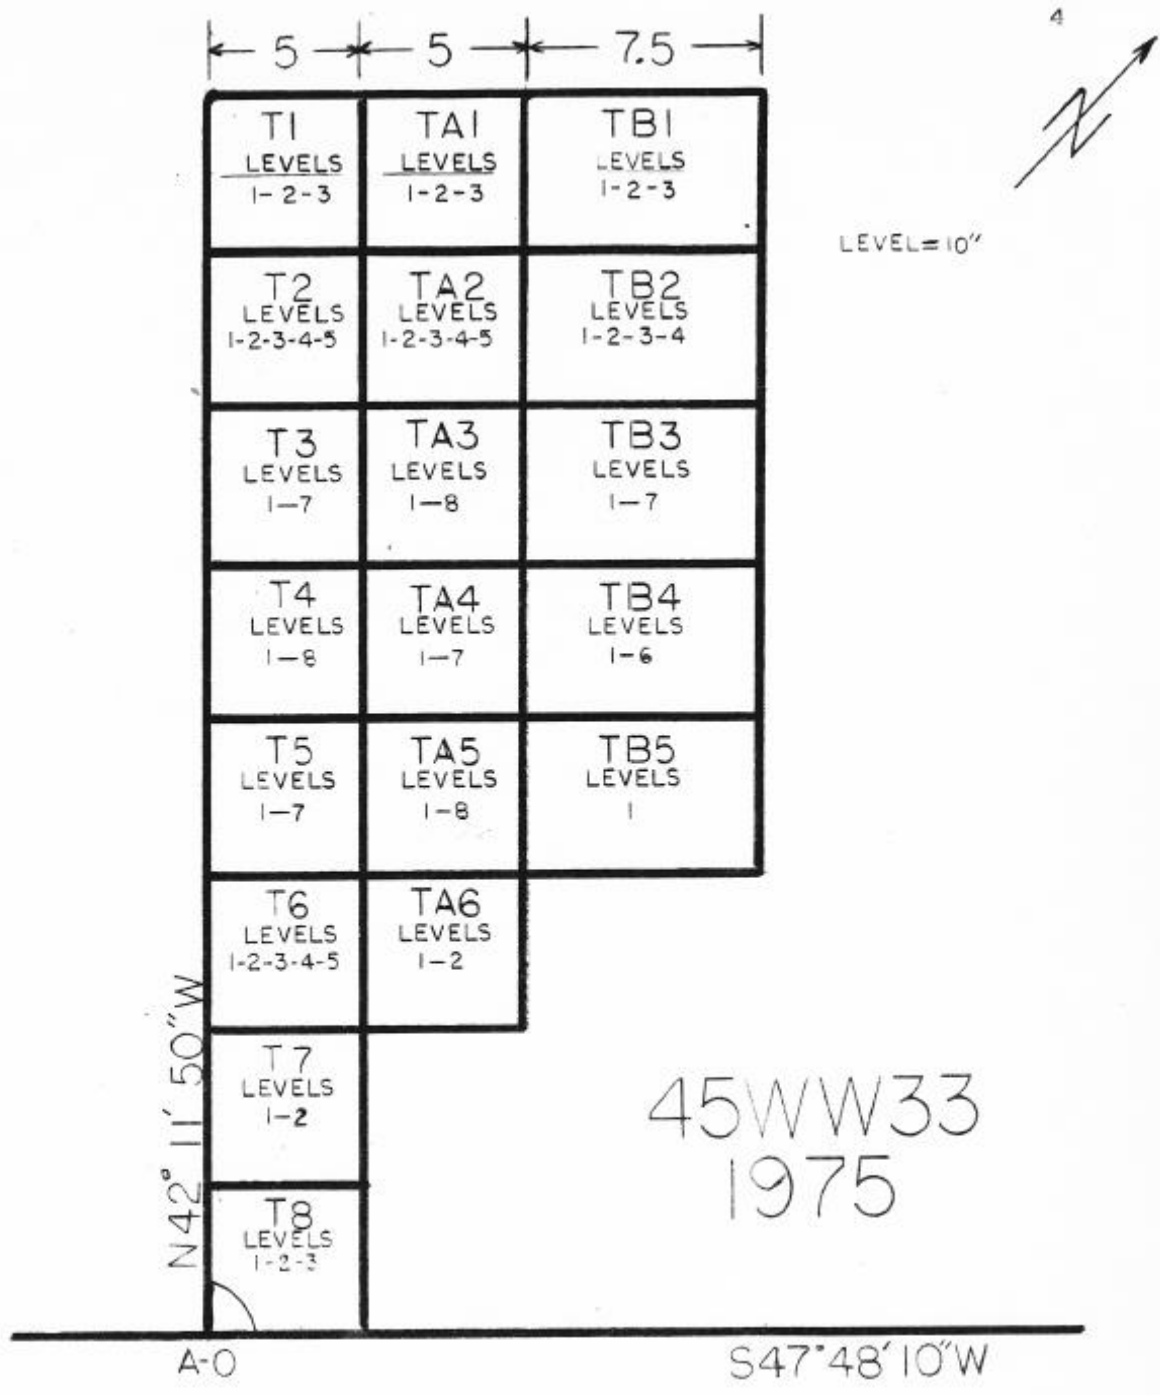 4
5 5 7.5
N
T1 TA1 TB1
LEVELS LEVELS LEVELS
1-2-3 1-2-3 1-2-3
LEVEL=10"
T2 TA2 TB2
LEVELS LEVELS LEVELS
1-2-3-4-5 1-2-3-4-5 1-2-3-4
T3 TA3 TB3
LEVELS LEVELS LEVELS
1—7 1—8 1—7
T4 TA4 TB4
LEVELS LEVELS LEVELS
1—8 1—7 1-6
T5 TA5 TB5
LEVELS LEVELS LEVELS
1—7 1-8 1
T6 TA6
LEVELS LEVELS
1-2-3-4-5 1-2
T7
LEVELS
1-2
T8
LEVELS
1-2-3
N42° 11' 50"W
45WW33
1975
A-0
S47°48'10"W